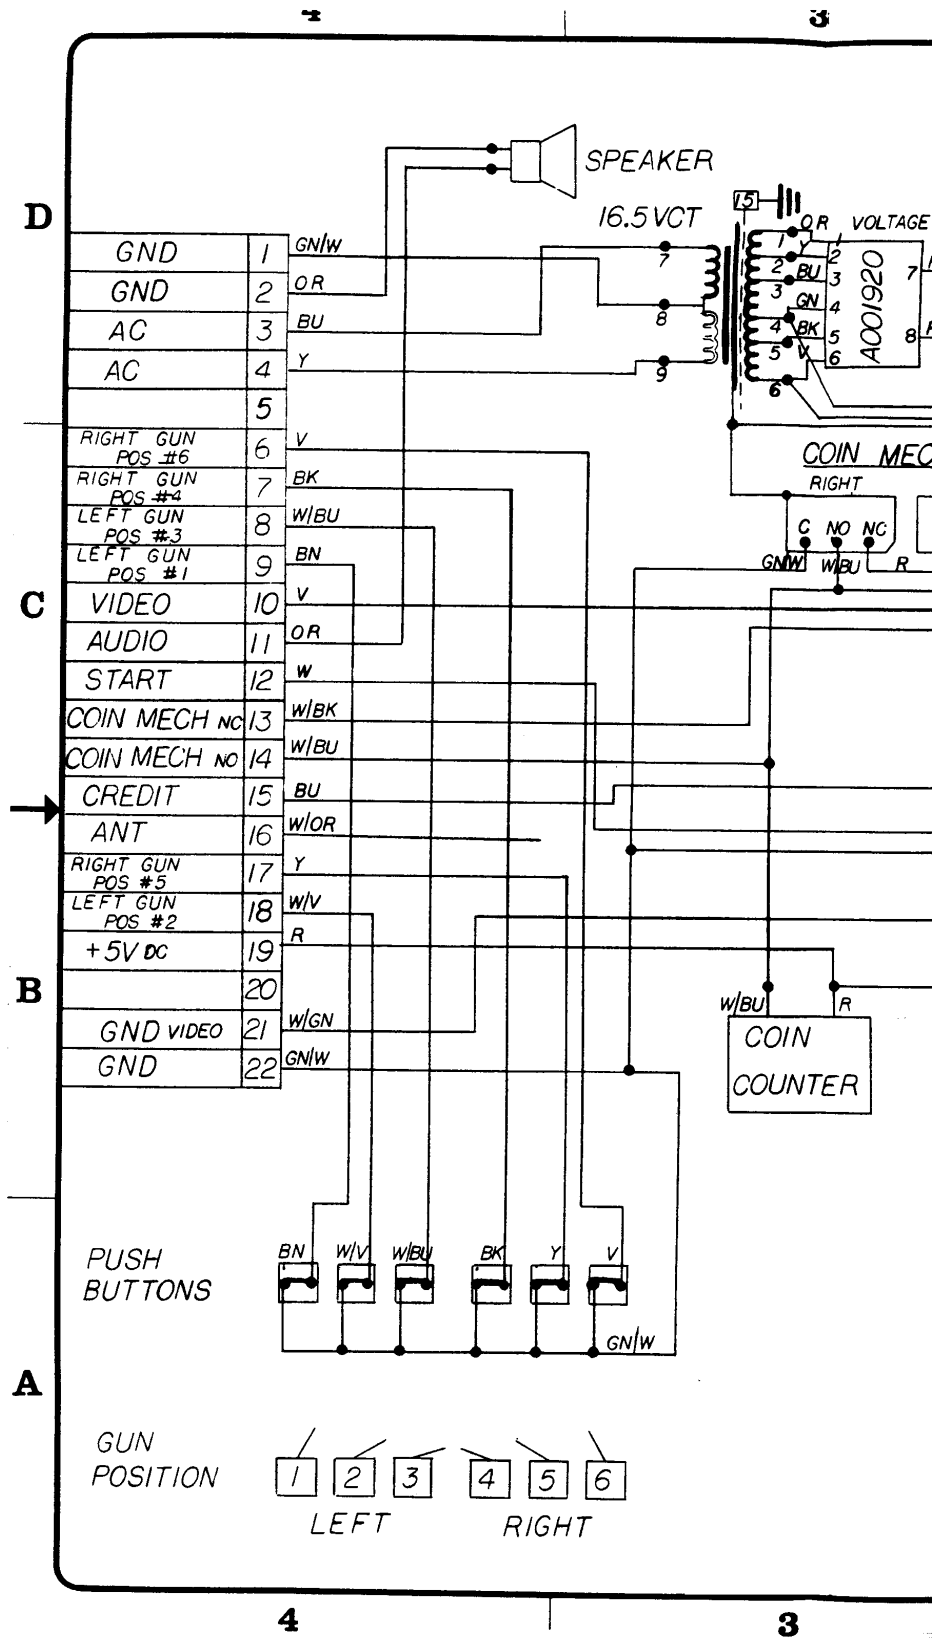 4 3
D
C
B
A
SPEAKER
16.5 VCT
15
VOLTAGE
A001920
OR
Y
BU
GN
BK
V
1
2
3
4
5
6
7
8
9
1
2
3
4
5
6
7
8
GND 1 GN/W
GND 2 OR
AC 3 BU
AC 4 Y
5
RIGHT GUN
POS #6 6 V
RIGHT GUN
POS #4 7 BK
LEFT GUN
POS #3 8 W/BU
LEFT GUN
POS #1 9 BN
VIDEO 10 V
AUDIO 11 OR
START 12 W
COIN MECH NC 13 W/BK
COIN MECH NO 14 W/BU
CREDIT 15 BU
ANT 16 W/OR
RIGHT GUN
POS #5 17 Y
LEFT GUN
POS #2 18 W/V
+5V DC 19 R
20
GND VIDEO 21 W/GN
GND 22 GN/W
COIN MEC
RIGHT
C NO NC
GN/W W/BU R
W/BU R
COIN
COUNTER
PUSH
BUTTONS
BN W/V W/BU BK Y V
GN/W
GUN
POSITION
1 2 3 4 5 6
LEFT RIGHT
4 3